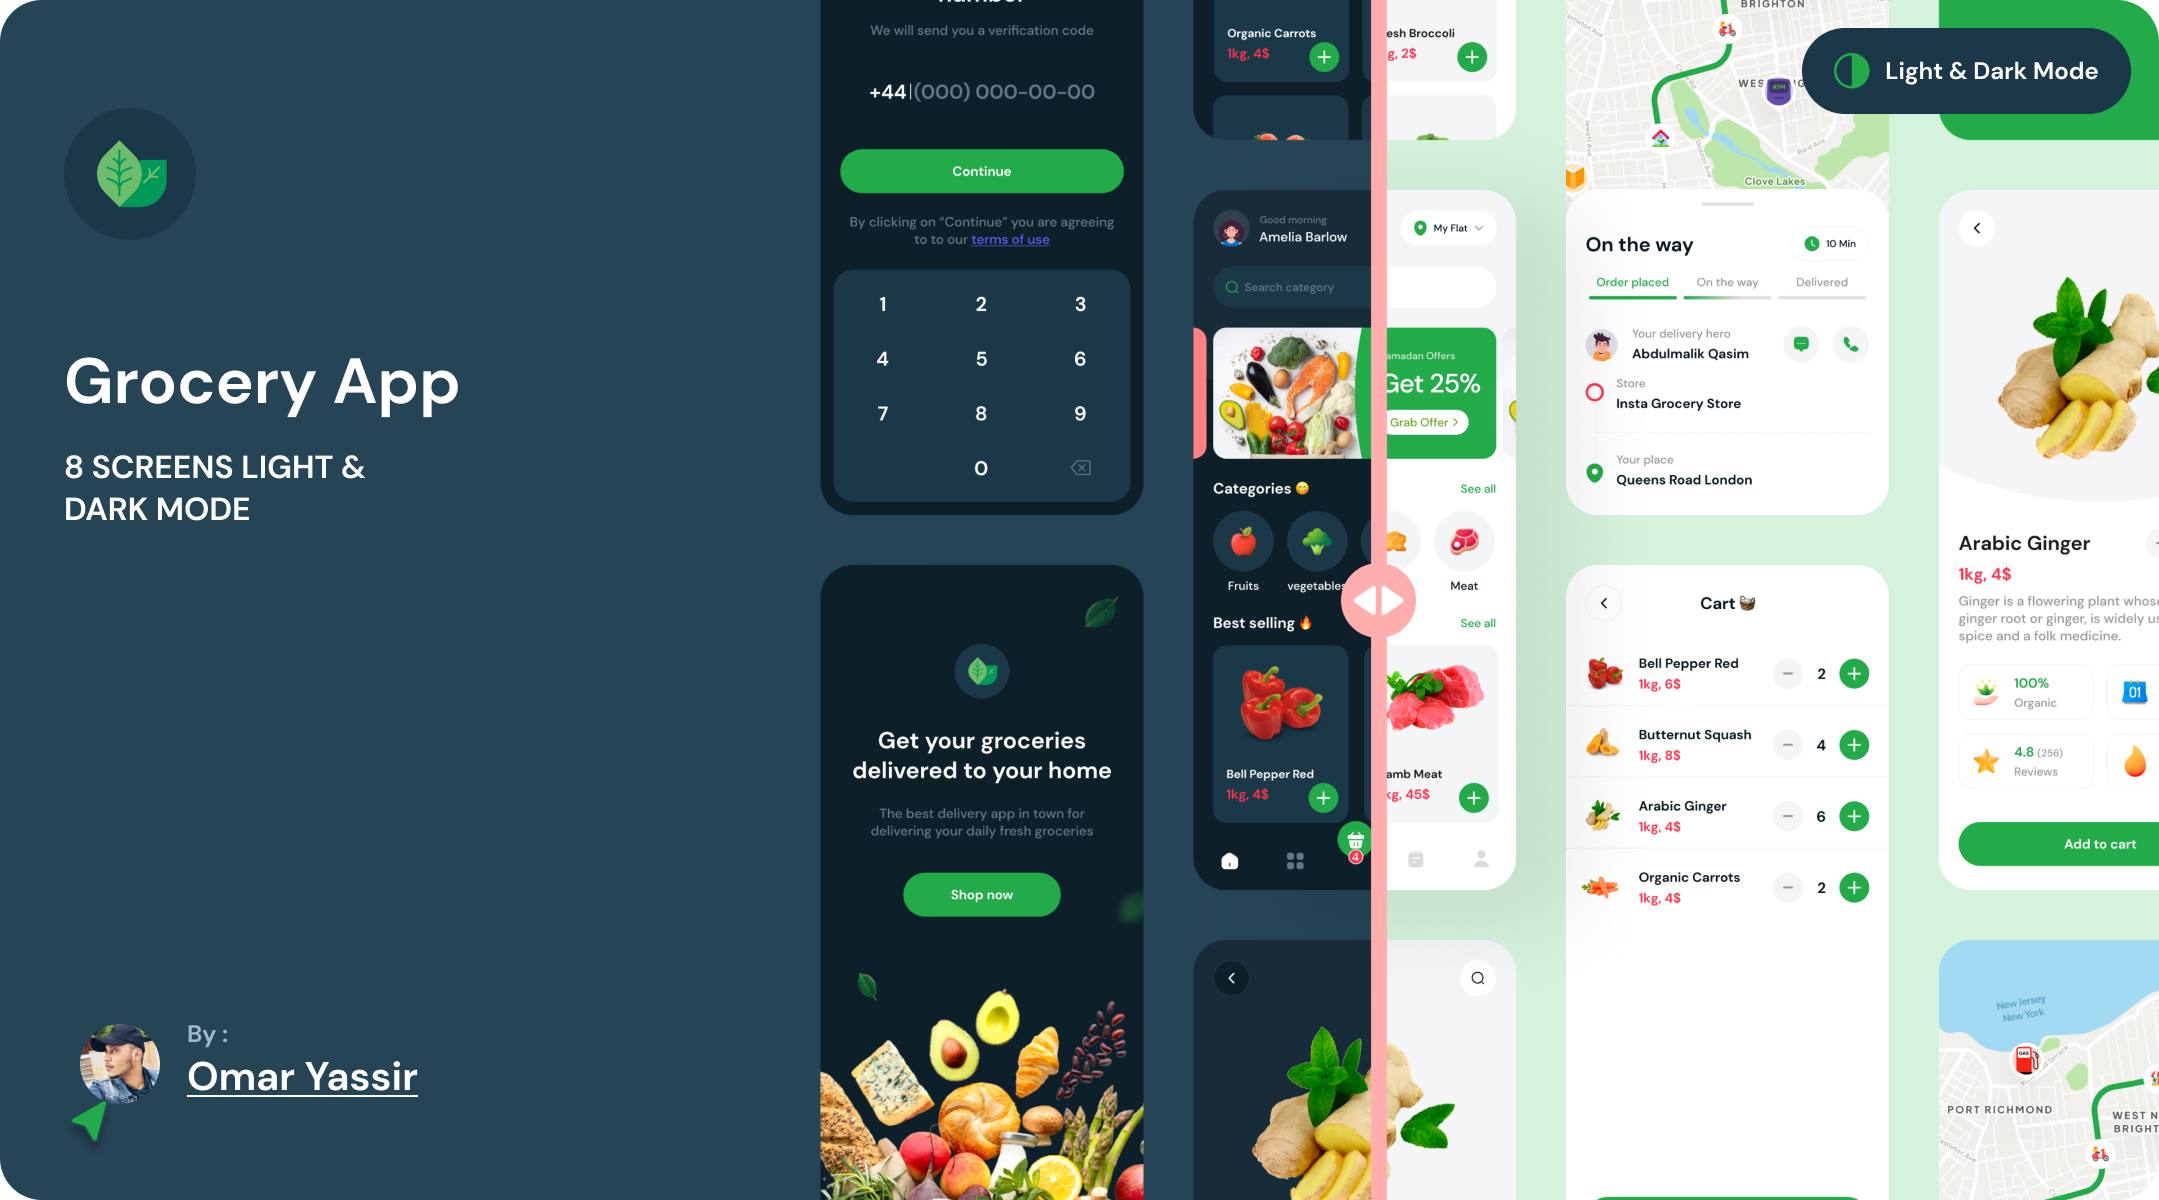 Grocery App
8 SCREENS LIGHT &
DARK MODE
By :
Omar Yassir
We will send you a verification code
+44 (000) 000-00-00
Continue
By clicking on “Continue” you are agreeing
to to our terms of use
1 2 3
4 5 6
7 8 9
0
Get your groceries
delivered to your home
The best delivery app in town for
delivering your daily fresh groceries
Shop now
Organic Carrots
1kg, 4$
esh Broccoli
g, 2$
Good morning
Amelia Barlow
My Flat
Search category
amadan Offers
Get 25%
Grab Offer
Categories
See all
Fruits
vegetables
Meat
Best selling
See all
Bell Pepper Red
1kg, 4$
amb Meat
kg, 45$
4
BRIGHTON
ATM
Clove Lakes
Bard Ave
Jewett Ave
On the way
10 Min
Order placed
On the way
Delivered
Your delivery hero
Abdulmalik Qasim
Store
Insta Grocery Store
Your place
Queens Road London
Cart
Bell Pepper Red
1kg, 6$
2
Butternut Squash
1kg, 8$
4
Arabic Ginger
1kg, 4$
6
Organic Carrots
1kg, 4$
2
Light & Dark Mode
Arabic Ginger
1kg, 4$
Ginger is a flowering plant whos
ginger root or ginger, is widely u
spice and a folk medicine.
100%
Organic
01
4.8 (256)
Reviews
Add to cart
New Jersey
New York
GAS
PORT RICHMOND
WEST N
BRIGHT